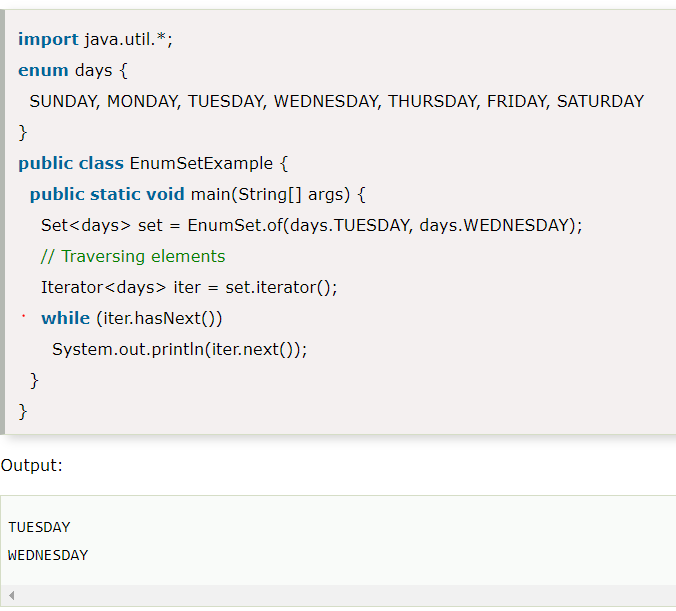 import java.util.*;
enum days {
SUNDAY, MONDAY, TUESDAY, WEDNESDAY, THURSDAY, FRIDAY, SATURDAY
}
public class EnumSetExample {
public static void main(String[] args) {
Set<days> set = EnumSet.of(days.TUESDAY, days.WEDNESDAY);
// Traversing elements
Iterator<days> iter = set.iterator();
while (iter.hasNext())
System.out.println(iter.next());
}
}
Output:
TUESDAY
WEDNESDAY